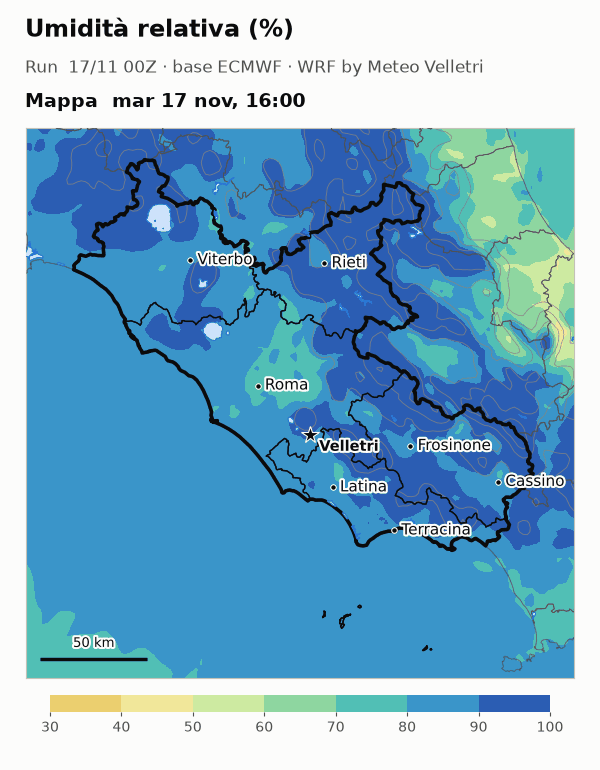 Umidità relativa (%)
Run  17/11 00Z · base ECMWF · WRF by Meteo Velletri
Mappa  mar 17 nov, 16:00
Viterbo
Rieti
Roma
Velletri
Frosinone
Latina
Cassino
Terracina
50 km
30 40 50 60 70 80 90 100